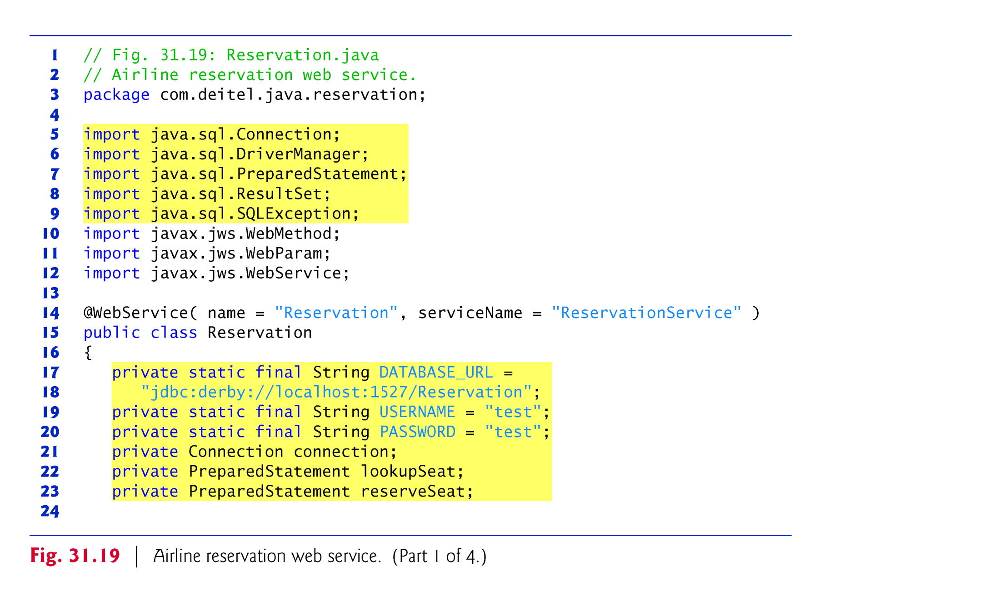 1 // Fig. 31.19: Reservation.java
2 // Airline reservation web service.
3 package com.deitel.java.reservation;
4
5 import java.sql.Connection;
6 import java.sql.DriverManager;
7 import java.sql.PreparedStatement;
8 import java.sql.ResultSet;
9 import java.sql.SQLException;
10 import javax.jws.WebMethod;
11 import javax.jws.WebParam;
12 import javax.jws.WebService;
13
14 @WebService( name = "Reservation", serviceName = "ReservationService" )
15 public class Reservation
16 {
17    private static final String DATABASE_URL =
18       "jdbc:derby://localhost:1527/Reservation";
19    private static final String USERNAME = "test";
20    private static final String PASSWORD = "test";
21    private Connection connection;
22    private PreparedStatement lookupSeat;
23    private PreparedStatement reserveSeat;
24
Fig. 31.19 | Airline reservation web service. (Part 1 of 4.)